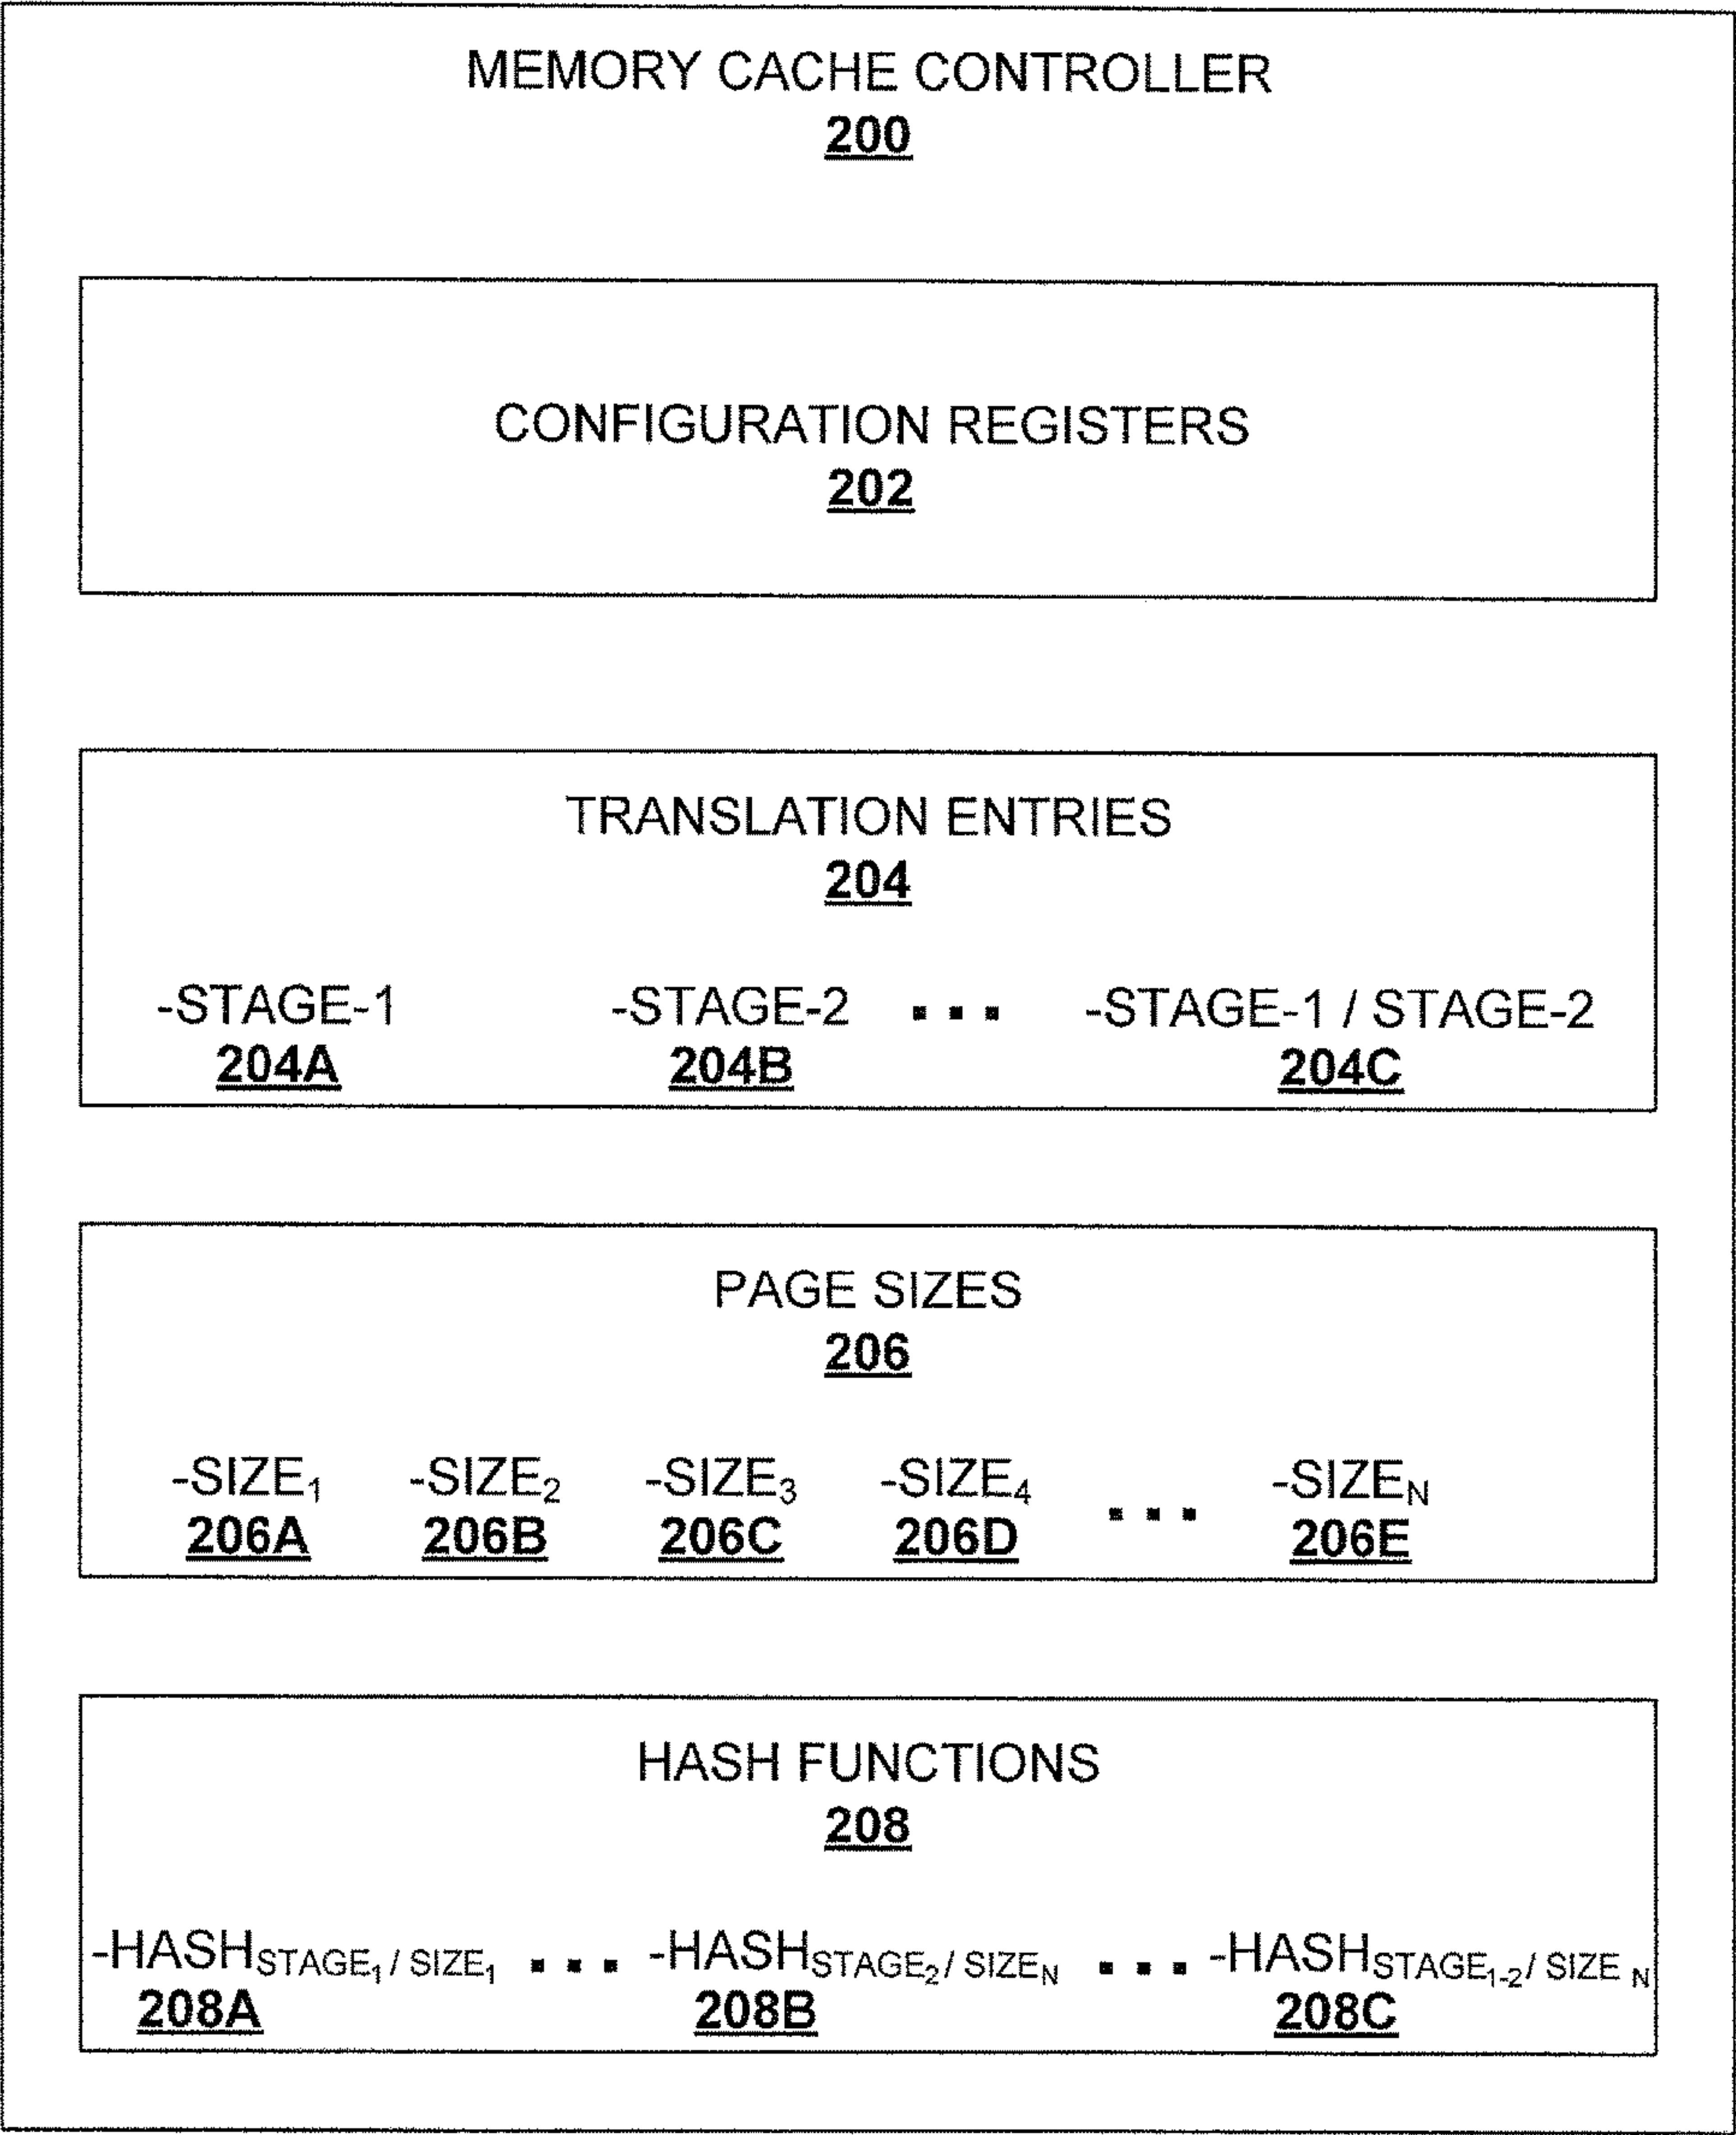 MEMORY CACHE CONTROLLER
200
CONFIGURATION REGISTERS
202
TRANSLATION ENTRIES
204
-STAGE-1 -STAGE-2 ... -STAGE-1 / STAGE-2
204A 204B 204C
PAGE SIZES
206
-SIZE1 -SIZE2 -SIZE3 -SIZE4 ... -SIZEN
206A 206B 206C 206D 206E
HASH FUNCTIONS
208
-HASHSTAGE1 / SIZE1 ... -HASHSTAGE2 / SIZEN ... -HASHSTAGE1-2 / SIZE N
208A 208B 208C